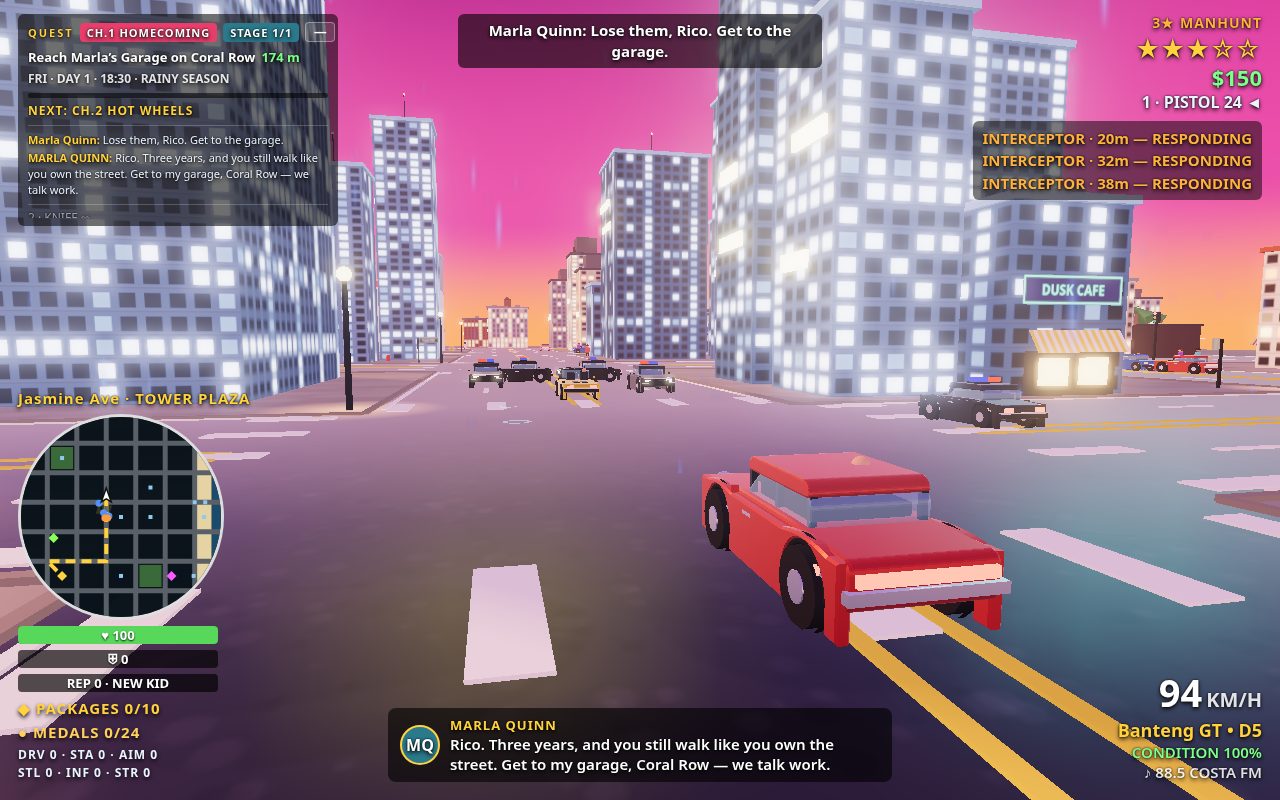 QUEST CH.1 HOMECOMING STAGE 1/1 —
Reach Marla's Garage on Coral Row 174 m
FRI · DAY 1 · 18:30 · RAINY SEASON
NEXT: CH.2 HOT WHEELS
Marla Quinn: Lose them, Rico. Get to the garage.
MARLA QUINN: Rico. Three years, and you still walk like
you own the street. Get to my garage, Coral Row — we
talk work.
2 · KNIFE ∞
Marla Quinn: Lose them, Rico. Get to the
garage.
3★ MANHUNT
★★★☆☆
$150
1 · PISTOL 24 ◄
INTERCEPTOR · 20m — RESPONDING
INTERCEPTOR · 32m — RESPONDING
INTERCEPTOR · 38m — RESPONDING
DUSK CAFE
Jasmine Ave · TOWER PLAZA
♥ 100
⛨ 0
REP 0 · NEW KID
◆ PACKAGES 0/10
● MEDALS 0/24
DRV 0 · STA 0 · AIM 0
STL 0 · INF 0 · STR 0
MQ
MARLA QUINN
Rico. Three years, and you still walk like you own the
street. Get to my garage, Coral Row — we talk work.
94 KM/H
Banteng GT • D5
CONDITION 100%
♪ 88.5 COSTA FM